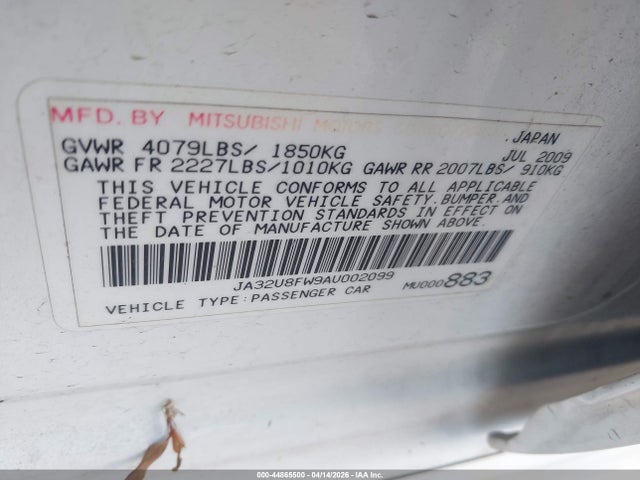 MFD. BY MITSUBISHI MOTORS
JAPAN
GVWR 4079LBS/ 1850KG JUL 2009
GAWR FR 2227LBS/1010KG GAWR RR 2007LBS/ 910KG
THIS VEHICLE CONFORMS TO ALL APPLICABLE
FEDERAL MOTOR VEHICLE SAFETY,BUMPER,AND
THEFT PREVENTION STANDARDS IN EFFECT ON
THE DATE OF MANUFACTURE SHOWN ABOVE.
JA32U8FW9AU002099
VEHICLE TYPE:PASSENGER CAR MU000883
000-44865500 - 04/14/2026 - IAA Inc.